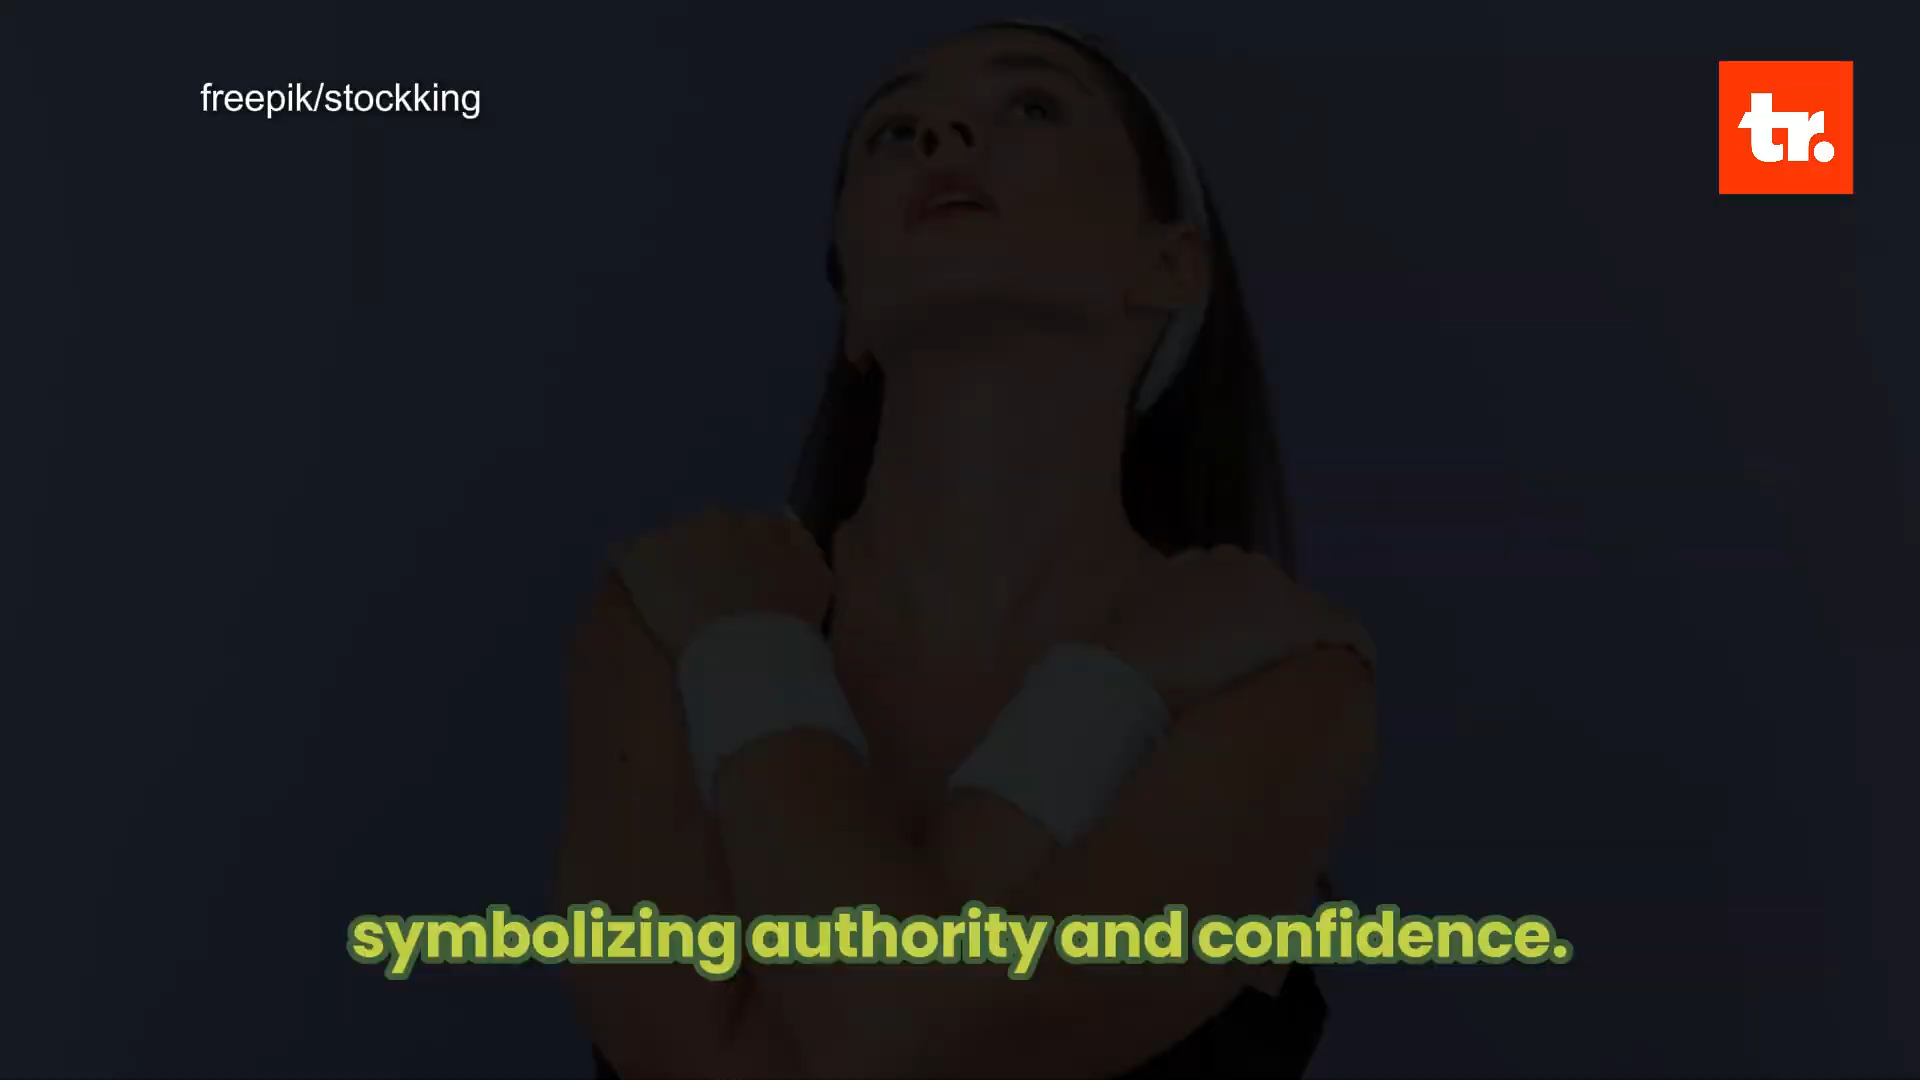 freepik/stockking
tr.
symbolizing authority and confidence.